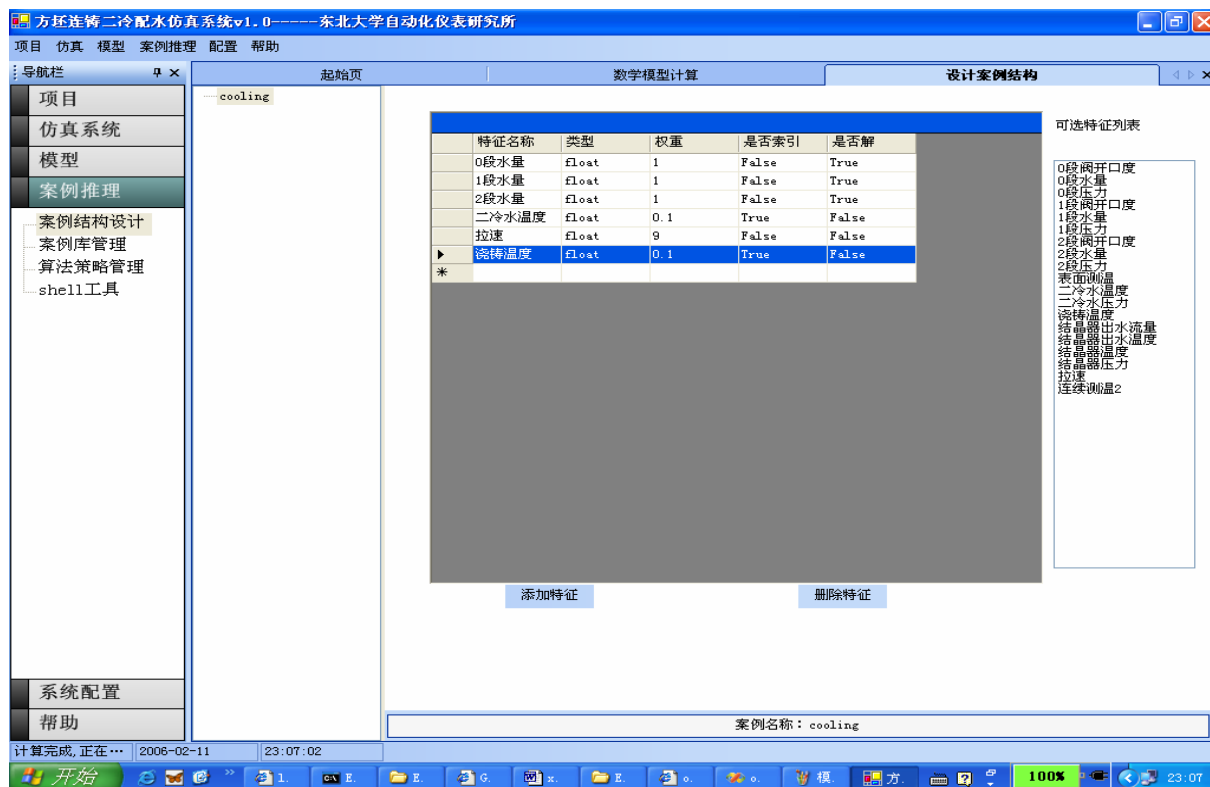 方坯连铸二冷配水仿真系统v1.0-----东北大学自动化仪表研究所
项目 仿真 模型 案例推理 配置 帮助
导航栏
起始页 数学模型计算 设计案例结构
项目
仿真系统
模型
案例推理
案例结构设计
案例库管理
算法策略管理
shell工具
系统配置
帮助
cooling
特征名称 类型 权重 是否索引 是否解
0段水量 float 1 False True
1段水量 float 1 False True
2段水量 float 1 False True
二冷水温度 float 0.1 True False
拉速 float 9 False False
浇铸温度 float 0.1 True False
添加特征 删除特征
可选特征列表
0段阀开口度
0段水量
0段压力
1段阀开口度
1段水量
1段压力
2段阀开口度
2段水量
2段压力
表面测温
二冷水温度
二冷水压力
浇铸温度
结晶器出水流量
结晶器出水温度
结晶器温度
结晶器压力
拉速
连续测温2
案例名称：cooling
计算完成,正在… 2006-02-11 23:07:02
开始 1. E. E. G. x. E. o. o. 模. 方. 100% 23:07